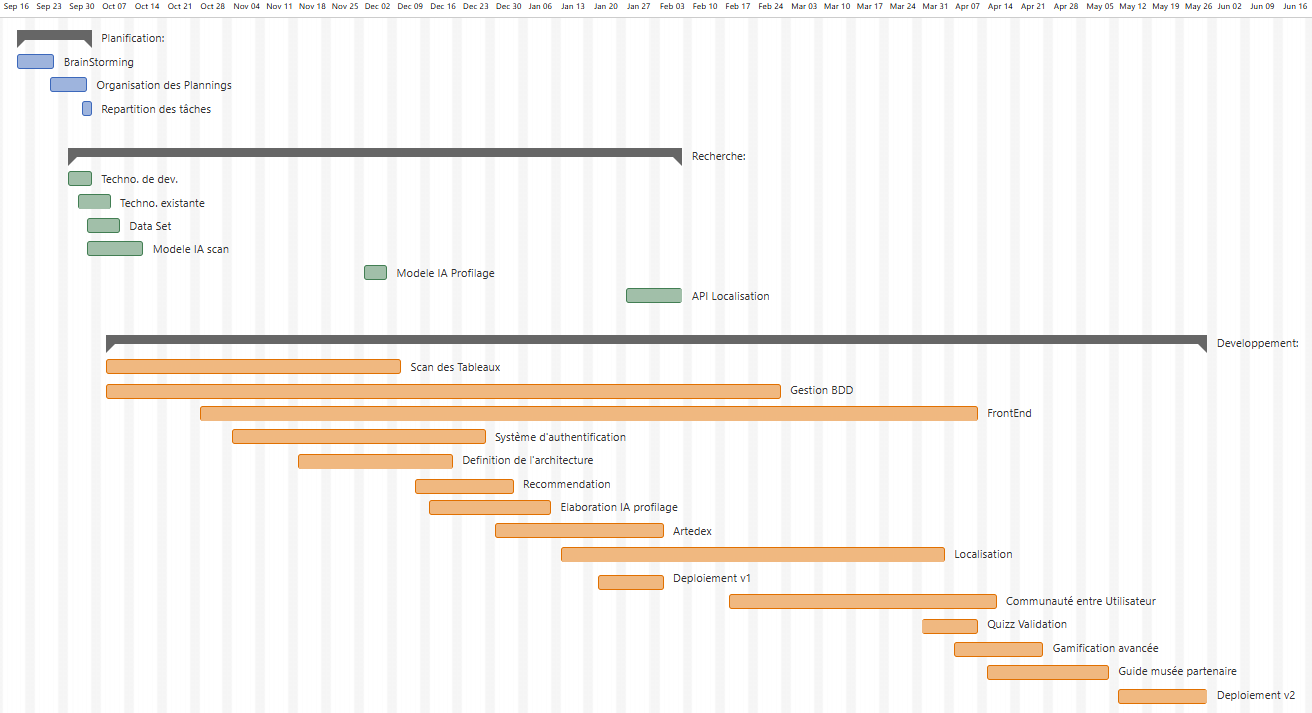 Sep 16 Sep 23 Sep 30 Oct 07 Oct 14 Oct 21 Oct 28 Nov 04 Nov 11 Nov 18 Nov 25 Dec 02 Dec 09 Dec 16 Dec 23 Dec 30 Jan 06 Jan 13 Jan 20 Jan 27 Feb 03 Feb 10 Feb 17 Feb 24 Mar 03 Mar 10 Mar 17 Mar 24 Mar 31 Apr 07 Apr 14 Apr 21 Apr 28 May 05 May 12 May 19 May 26 Jun 02 Jun 09 Jun 16
Planification:
BrainStorming
Organisation des Plannings
Repartition des tâches
Recherche:
Techno. de dev.
Techno. existante
Data Set
Modele IA scan
Modele IA Profilage
API Localisation
Developpement:
Scan des Tableaux
Gestion BDD
FrontEnd
Système d'authentification
Definition de l'architecture
Recommendation
Elaboration IA profilage
Artedex
Localisation
Deploiement v1
Communauté entre Utilisateur
Quizz Validation
Gamification avancée
Guide musée partenaire
Deploiement v2